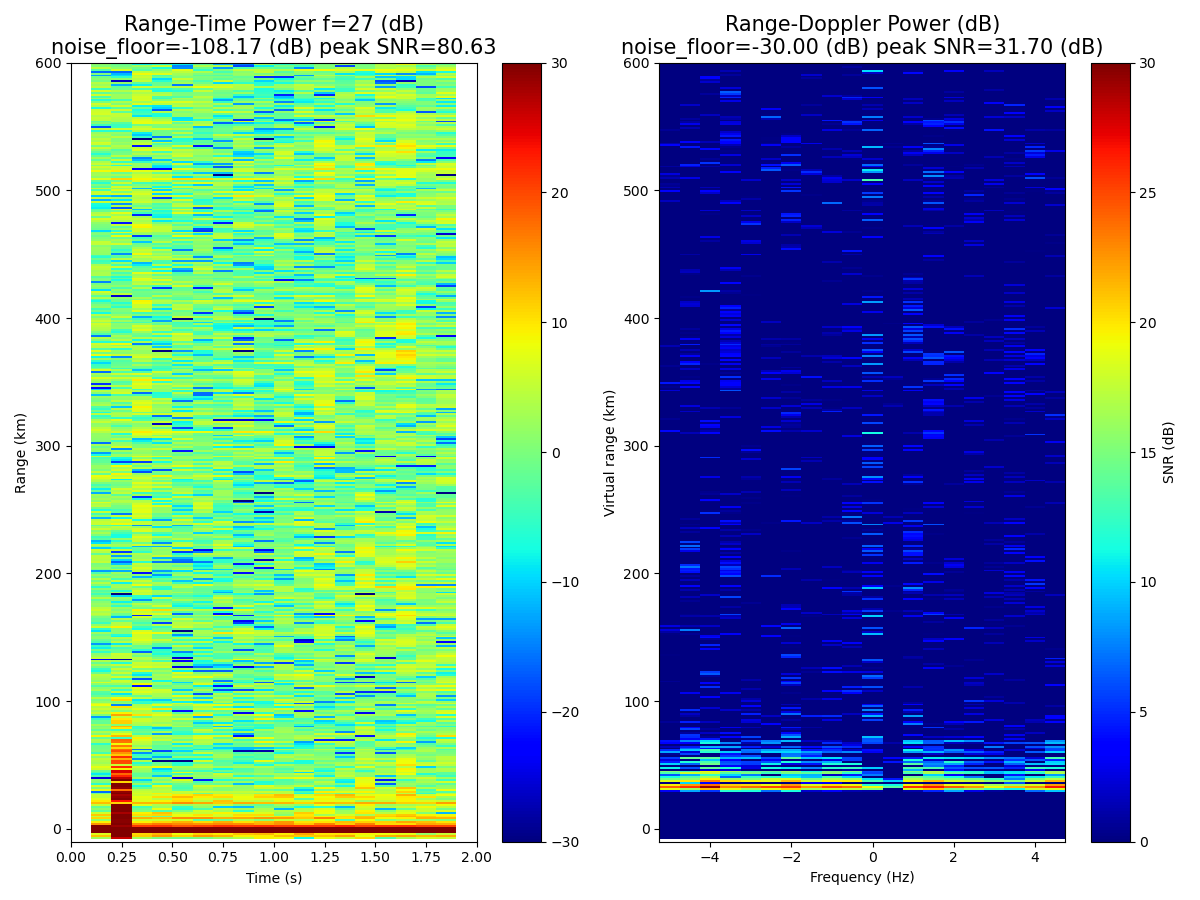 Range-Time Power f=27 (dB)
noise_floor=-108.17 (dB) peak SNR=80.63
600
500
400
300
200
100
0
Range (km)
0.00 0.25 0.50 0.75 1.00 1.25 1.50 1.75 2.00
Time (s)
30
20
10
0
−10
−20
−30
Range-Doppler Power (dB)
noise_floor=-30.00 (dB) peak SNR=31.70 (dB)
600
500
400
300
200
100
0
Virtual range (km)
−4 −2 0 2 4
Frequency (Hz)
30
25
20
15
10
5
0
SNR (dB)